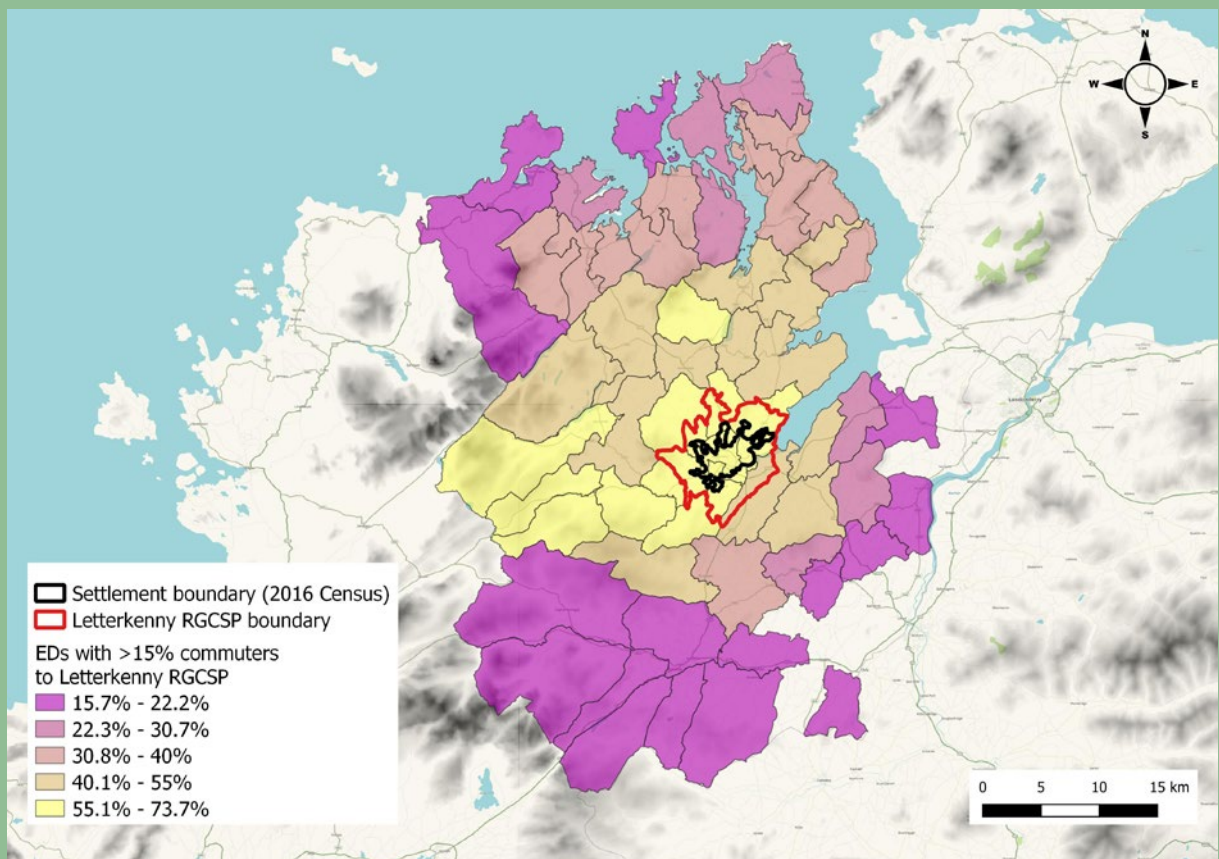 N
W
E
S
Londonderry
Settlement boundary (2016 Census)
Letterkenny RGCSP boundary
EDs with >15% commuters
to Letterkenny RGCSP
15.7% - 22.2%
22.3% - 30.7%
30.8% - 40%
40.1% - 55%
55.1% - 73.7%
0 5 10 15 km